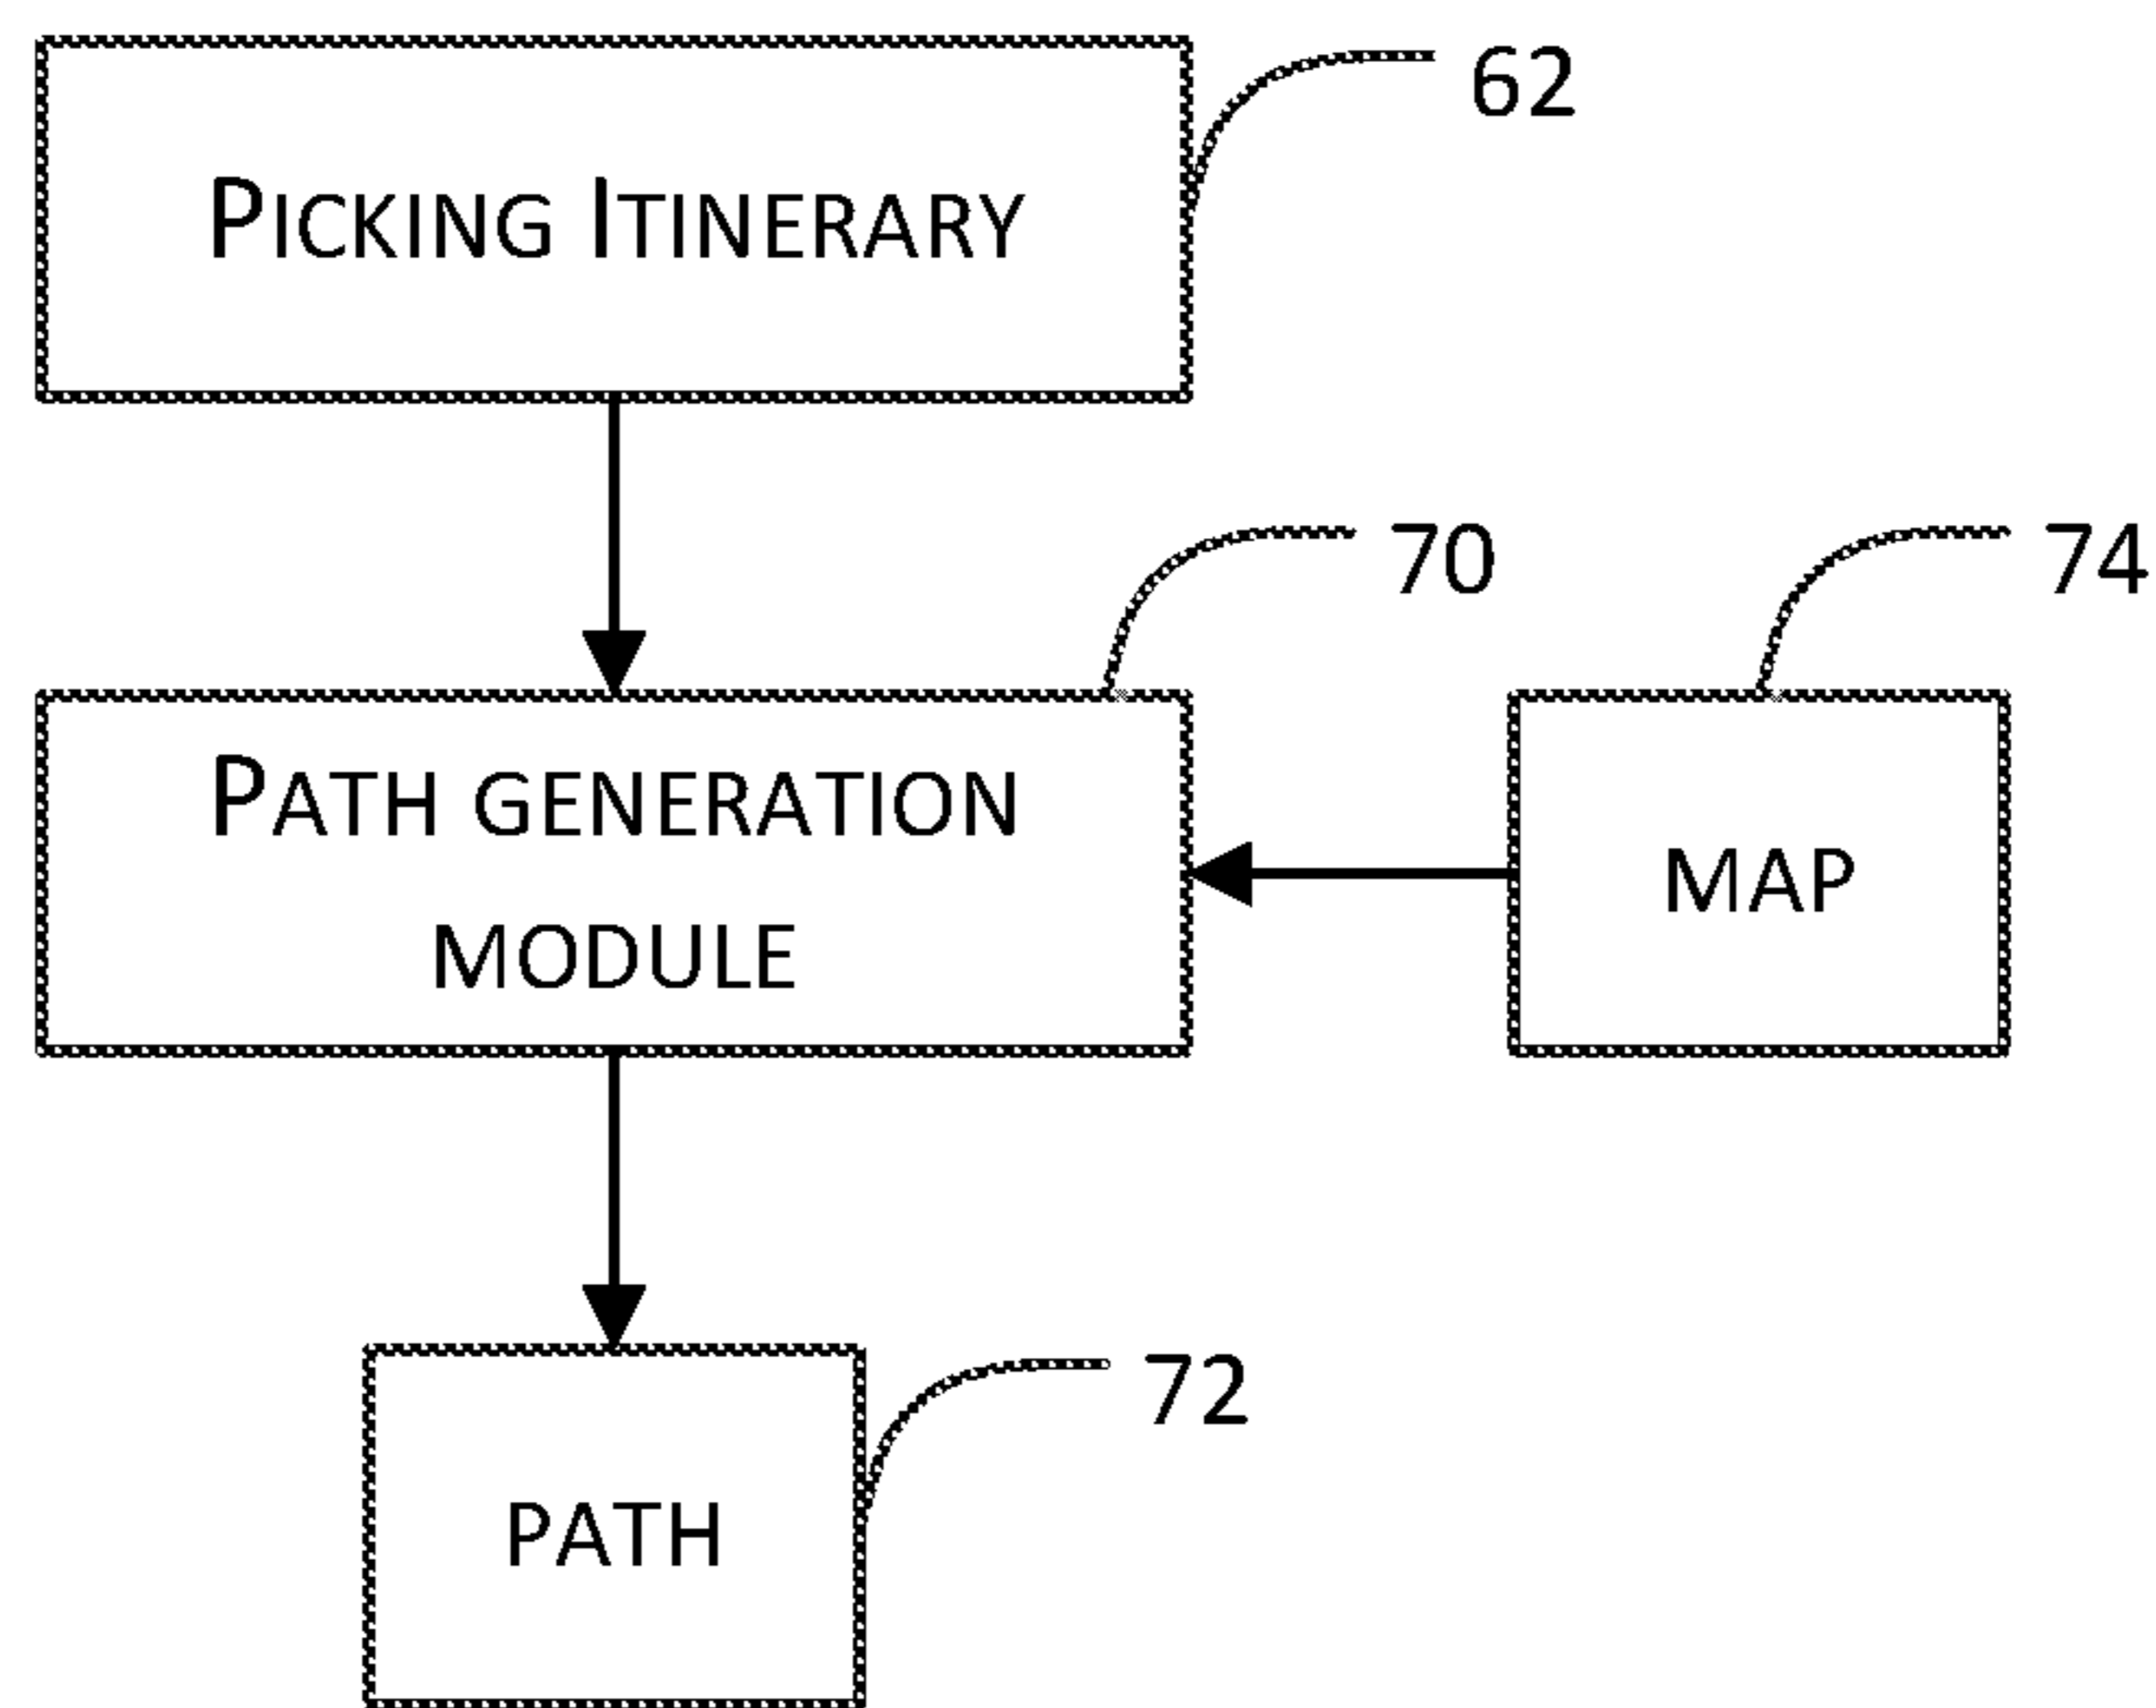 62
PICKING ITINERARY
70
74
PATH GENERATION
MODULE
MAP
72
PATH